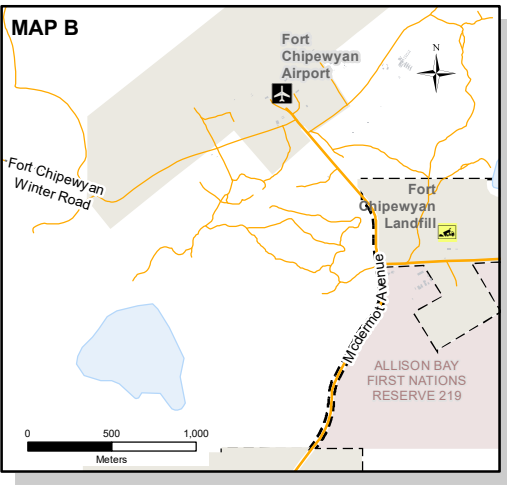 MAP B
Fort
Chipewyan
Airport
N
Fort Chipewyan
Winter Road
Fort
Chipewyan
Landfill
Mcdermot Avenue
ALLISON BAY
FIRST NATIONS
RESERVE 219
0 500 1,000
Meters